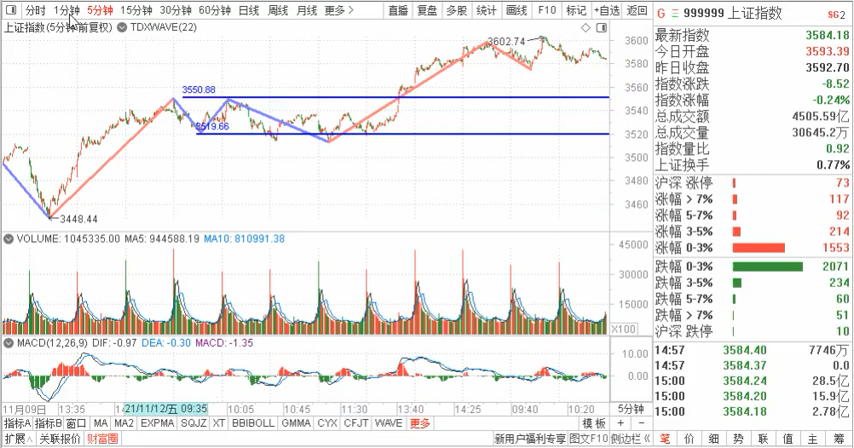 分时 1分钟 5分钟 15分钟 30分钟 60分钟 日线 周线 月线 更多> 直播 复盘 多股 统计 画线 F10 标记 +自选 返回
G 三 999999 上证指数 SG2
上证指数(5分钟前复权) TDXWAVE(22)
3602.74
3600
3580
3560
3540
3520
3500
3480
3460
3550.88
3519.66
3448.44
VOLUME: 1045335.00 MA5: 944588.19 MA10: 810991.38
45000
30000
15000
X100
MACD(12,26,9) DIF: -0.97 DEA: -0.30 MACD: -1.35
10.00
0.00
11月09日 13:35 21/11/12/五 09:35 10:05 10:45 11:30 13:40 14:25 09:40 10:20 5分钟
指标A 指标B 窗口 MA MA2 EXPMA SQJZ XT BBIBOLL GMMA CYX CFJT WAVE 更多 模板 + -
扩展∧ 关联报价 财富圈 新用户福利专享 图文F10 侧边栏《
最新指数 3584.18
今日开盘 3593.39
昨日收盘 3592.70
指数涨跌 -8.52
指数涨幅 -0.24%
总成交额 4505.59亿
总成交量 30645.2万
指数量比 0.92
上证换手 0.77%
沪深 涨停 73
涨幅 > 7% 117
涨幅 5-7% 92
涨幅 3-5% 214
涨幅 0-3% 1553
跌幅 0-3% 2071
跌幅 3-5% 234
跌幅 5-7% 60
跌幅 > 7% 51
沪深 跌停 10
14:57 3584.40 7746万
14:57 3584.37 0.0
15:00 3584.24 28.5亿
15:00 3584.20 15.9亿
15:00 3584.18 2.78亿
笔 价 细 势 联 值 主 筹